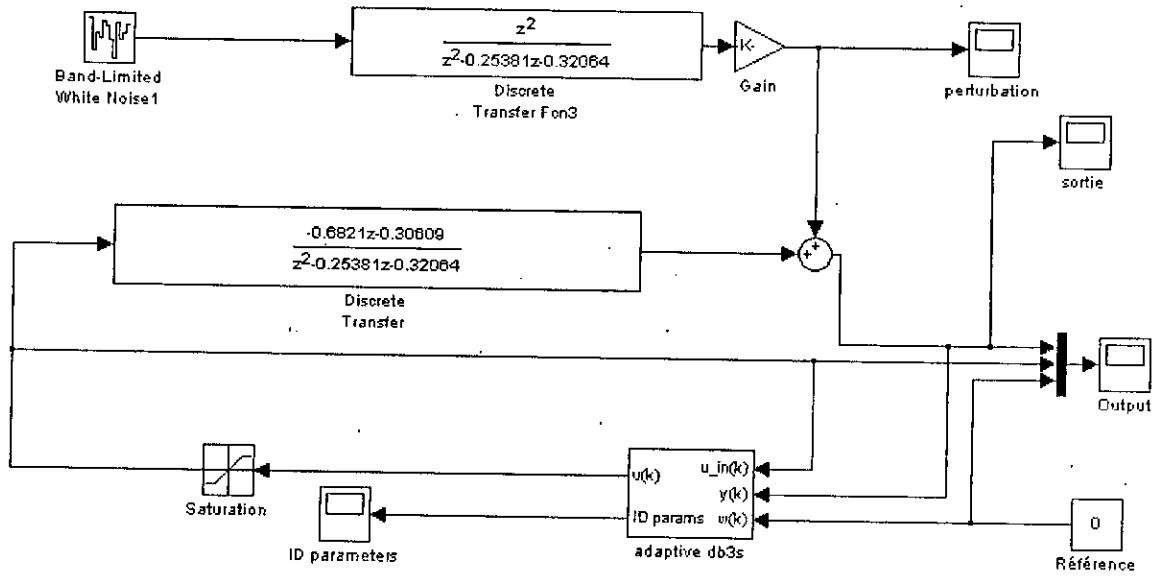 Band-Limited
White Noise1
z2
z2-0.25381z-0.32064
Discrete
Transfer Fcn3
-K-
Gain
perturbation
sortie
-0.6821z-0.30609
z2-0.25381z-0.32064
Discrete
Transfer
+
+
Output
Saturation
ID parameters
u(k)
u_in(k)
y(k)
ID params
w(k)
adaptive db3s
0
Référence